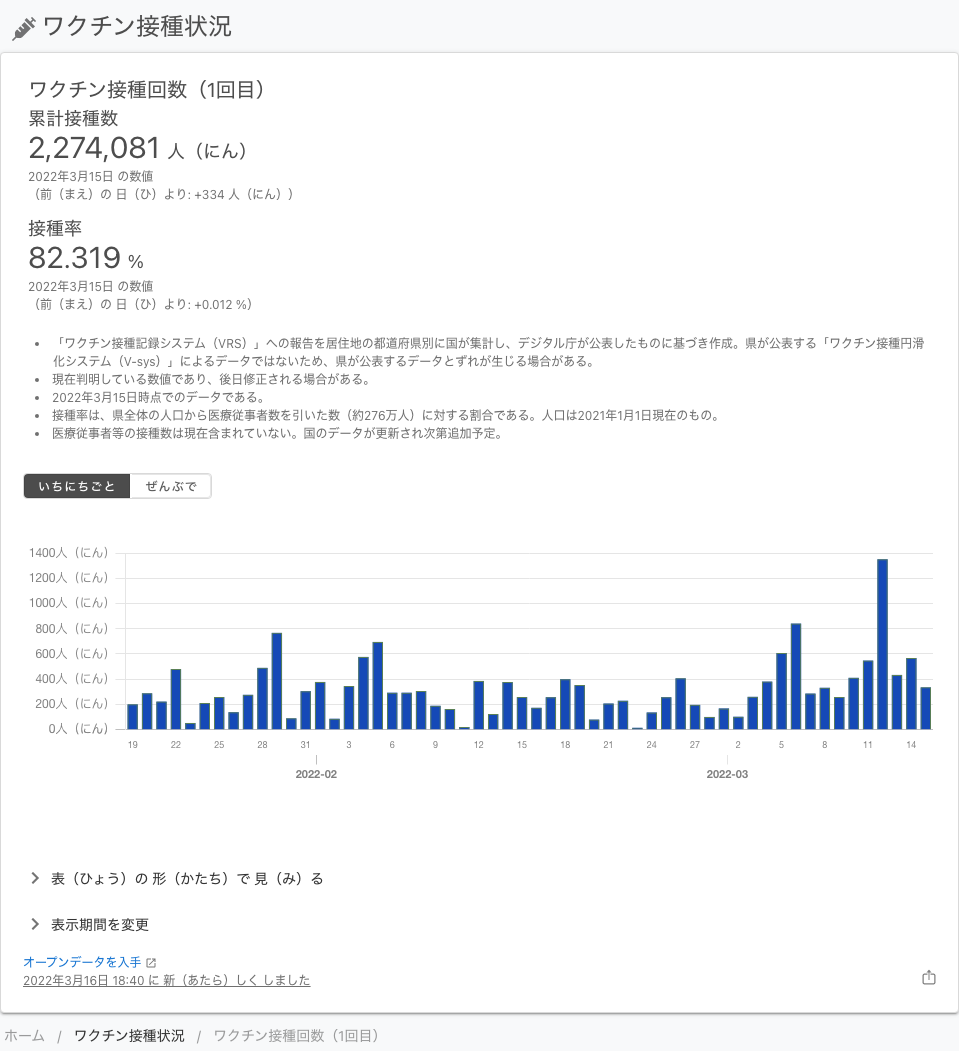 ワクチン接種状況
ワクチン接種回数（1回目）
累計接種数
2,274,081 人（にん）
2022年3月15日 の数値
（前（まえ）の 日（ひ）より: +334 人（にん））
接種率
82.319 %
2022年3月15日 の数値
（前（まえ）の 日（ひ）より: +0.012 %）
• 「ワクチン接種記録システム（VRS）」への報告を居住地の都道府県別に国が集計し、デジタル庁が公表したものに基づき作成。県が公表する「ワクチン接種円滑
化システム（V-sys）」によるデータではないため、県が公表するデータとずれが生じる場合がある。
• 現在判明している数値であり、後日修正される場合がある。
• 2022年3月15日時点でのデータである。
• 接種率は、県全体の人口から医療従事者数を引いた数（約276万人）に対する割合である。人口は2021年1月1日現在のもの。
• 医療従事者等の接種数は現在含まれていない。国のデータが更新され次第追加予定。
いちにちごと ぜんぶで
1400人（にん）
1200人（にん）
1000人（にん）
800人（にん）
600人（にん）
400人（にん）
200人（にん）
0人（にん）
19 22 25 28 31 3 6 9 12 15 18 21 24 27 2 5 8 11 14
2022-02 2022-03
表（ひょう）の 形（かたち）で 見（み）る
表示期間を変更
オープンデータを入手
2022年3月16日 18:40 に 新（あたら）しく しました
ホーム / ワクチン接種状況 / ワクチン接種回数（1回目）